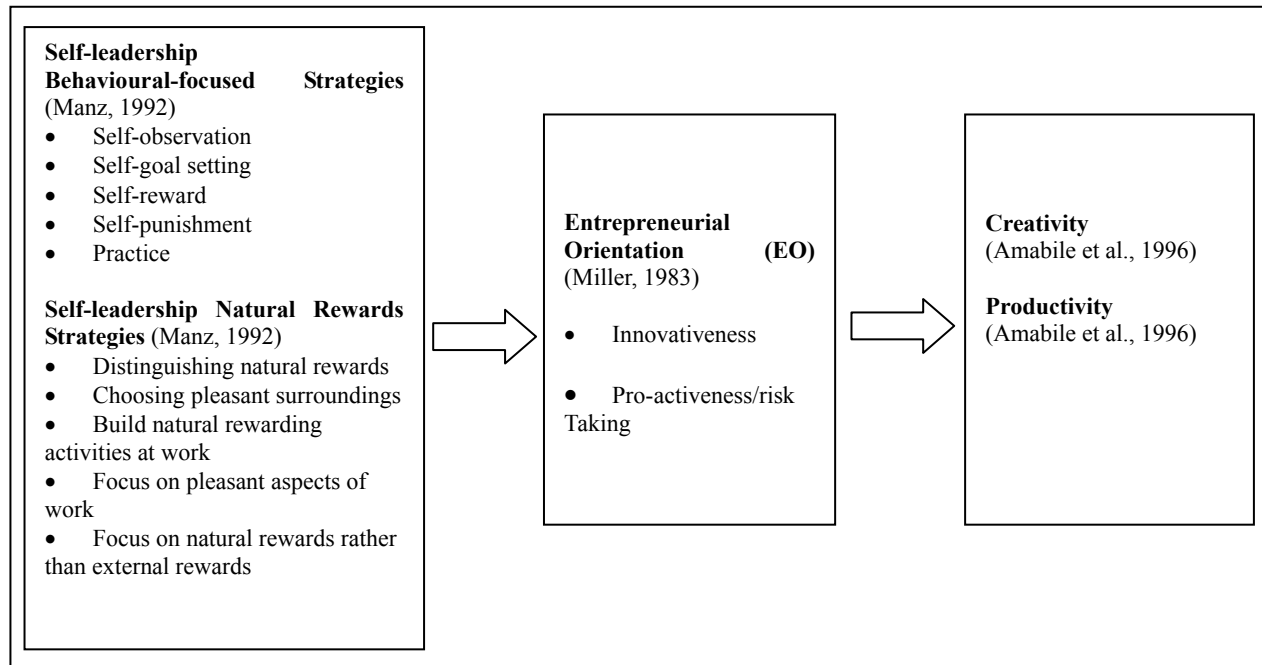 Self-leadership
Behavioural-focused Strategies
(Manz, 1992)
• Self-observation
• Self-goal setting
• Self-reward
• Self-punishment
• Practice
Self-leadership Natural Rewards
Strategies (Manz, 1992)
• Distinguishing natural rewards
• Choosing pleasant surroundings
• Build natural rewarding
activities at work
• Focus on pleasant aspects of
work
• Focus on natural rewards rather
than external rewards
Entrepreneurial
Orientation (EO)
(Miller, 1983)
• Innovativeness
• Pro-activeness/risk
Taking
Creativity
(Amabile et al., 1996)
Productivity
(Amabile et al., 1996)